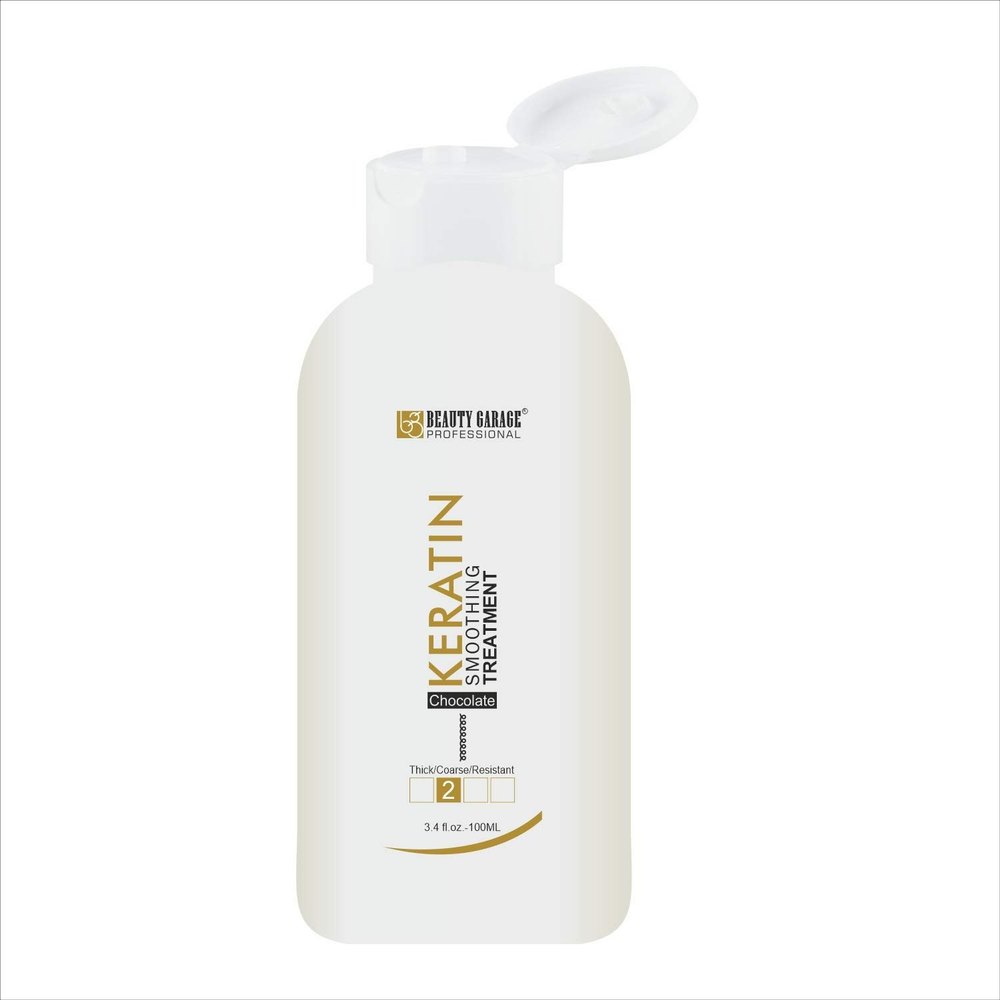 BEAUTY GARAGE®
PROFESSIONAL
KERATIN
SMOOTHING
TREATMENT
Chocolate
Thick/Coarse/Resistant
2
3.4 fl.oz.-100ML